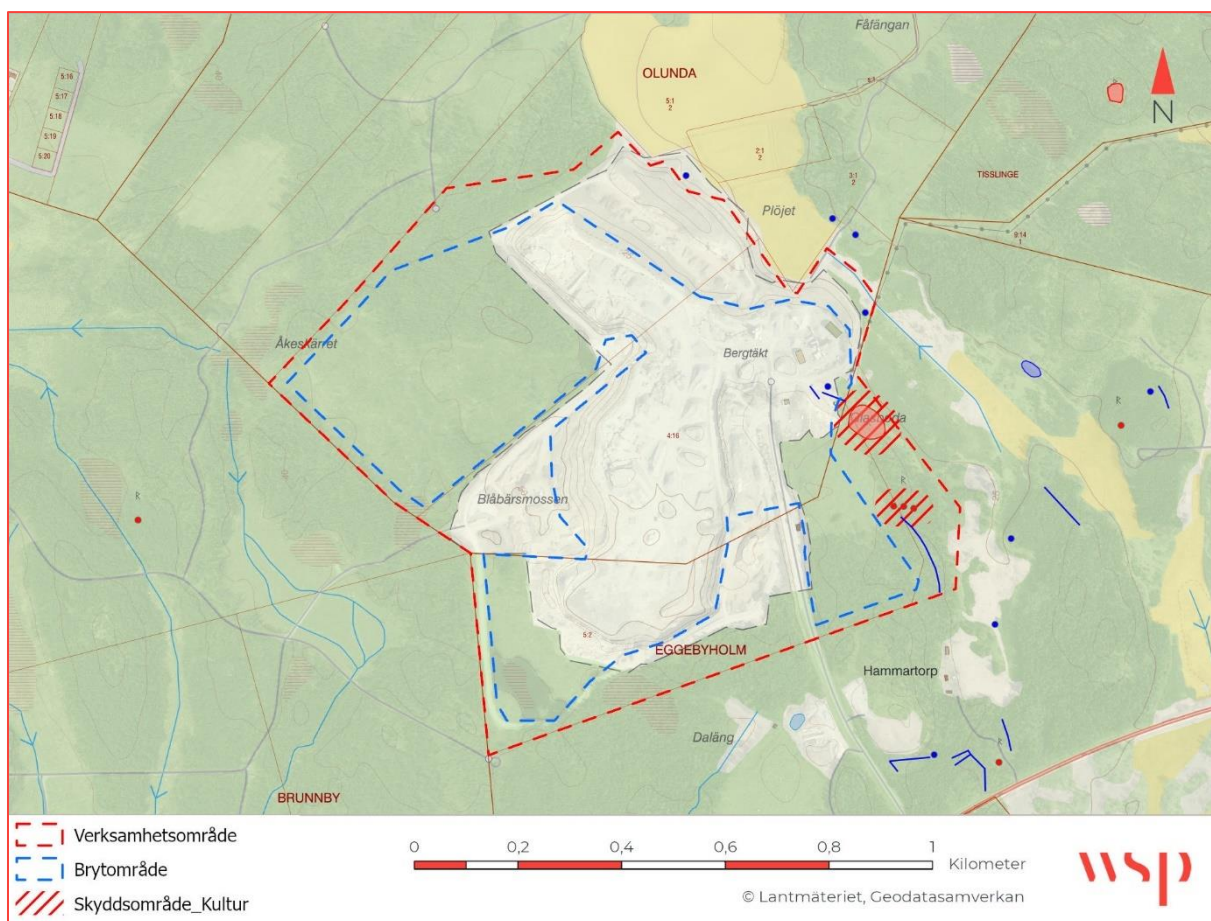 Fåfängan
OLUNDA
5:16
5:17
5:18
5:19
5:20
5:1
2
N
2:1
2
TISSLINGE
3:1
2
Plöjet
9:14
1
Åkeskärret
Bergtäkt
R
R
4:16
R
Blåbärsmossen
5:2
EGGEBYHOLM
Hammartorp
Daläng
R
BRUNNBY
Verksamhetsområde
Brytområde
Skyddsområde_Kultur
0 0,2 0,4 0,6 0,8 1
Kilometer
© Lantmäteriet, Geodatasamverkan
wsp